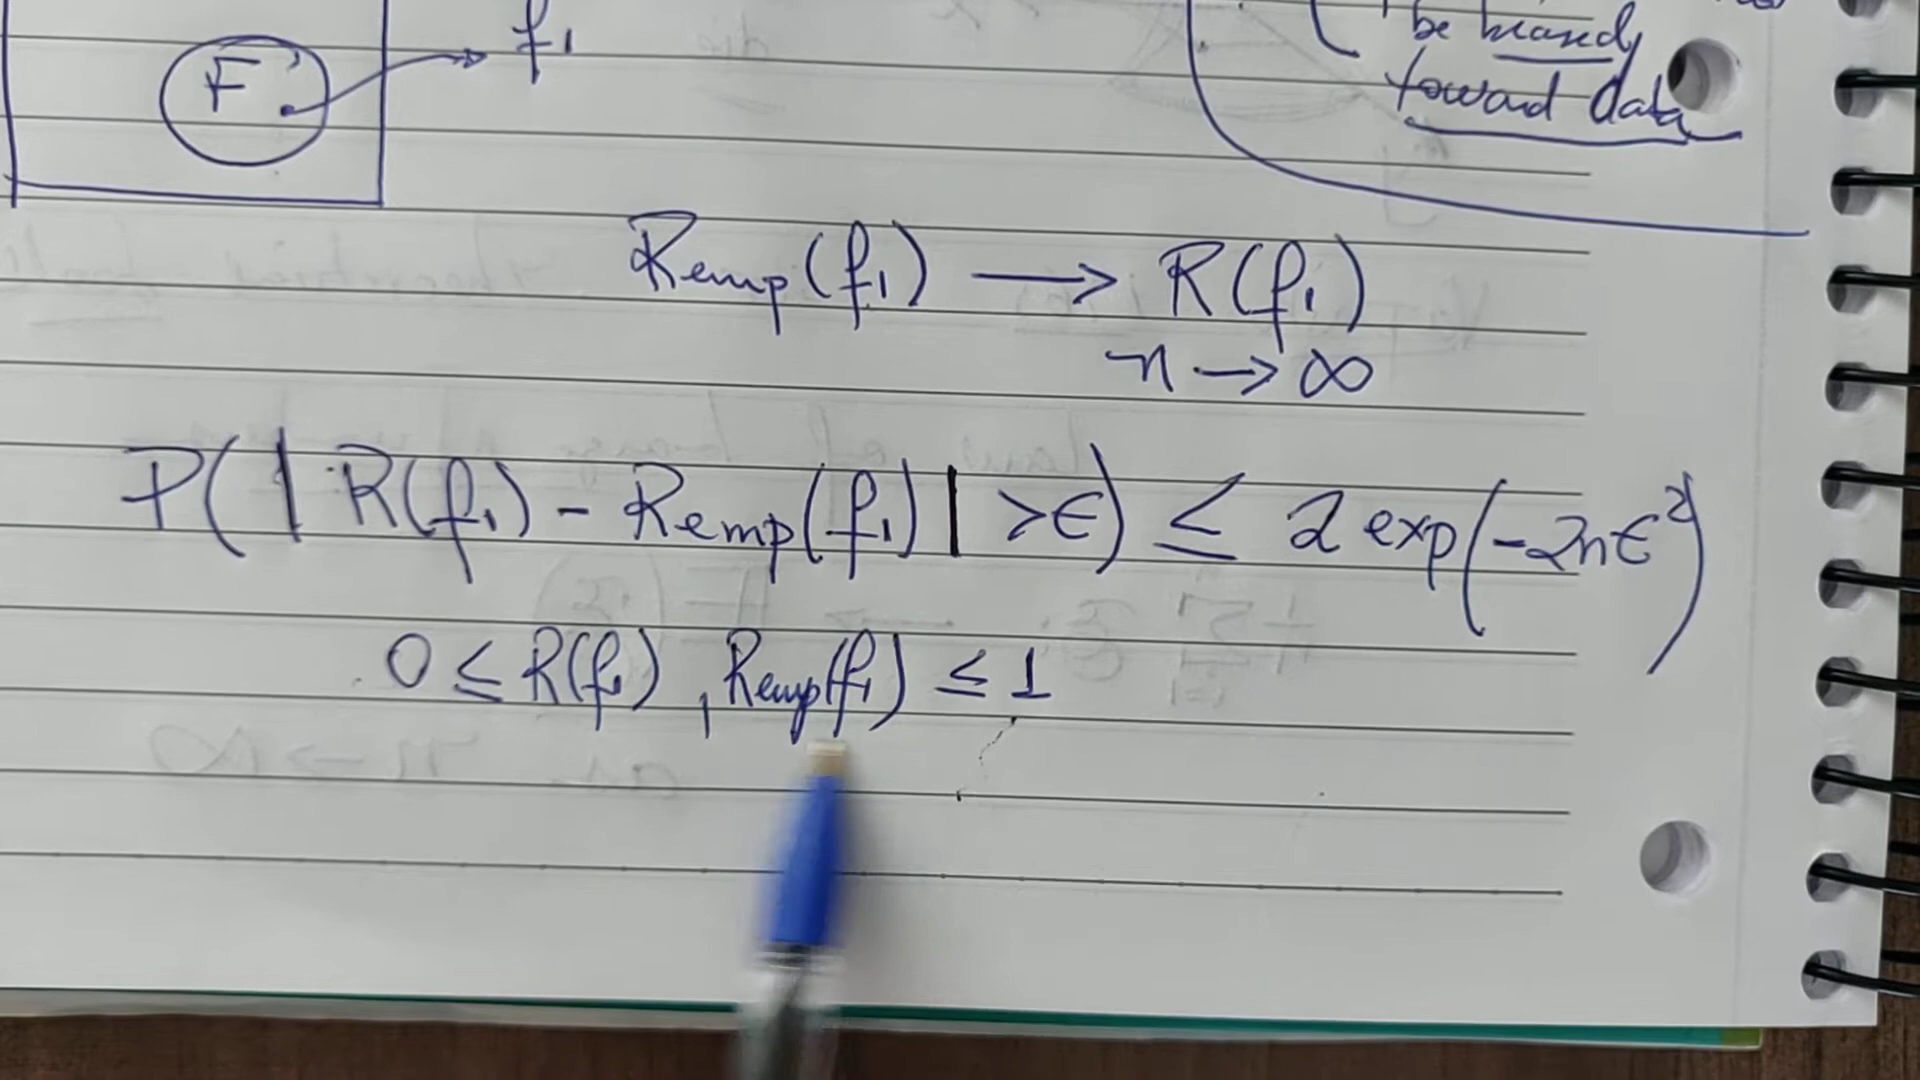 F
f₁
be biased
toward data
Remp(f₁) → R(f₁)
n → ∞
P(|R(f₁) - Remp(f₁)| > ϵ) ≤ 2 exp(-2nϵ²)
0 ≤ R(f₁), Remp(f₁) ≤ 1